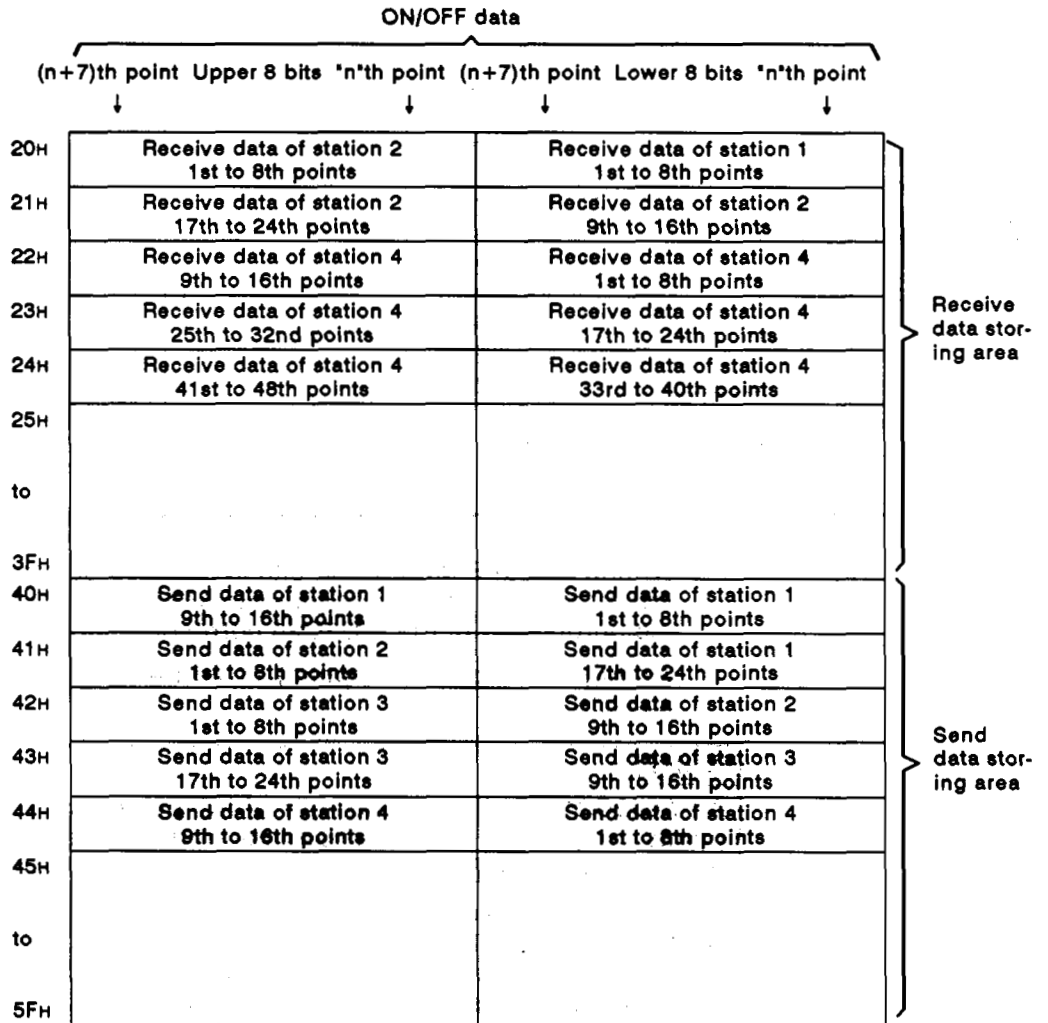 ON/OFF data
(n+7)th point Upper 8 bits "n"th point (n+7)th point Lower 8 bits "n"th point
20H
Receive data of station 2
1st to 8th points
Receive data of station 1
1st to 8th points
21H
Receive data of station 2
17th to 24th points
Receive data of station 2
9th to 16th points
22H
Receive data of station 4
9th to 16th points
Receive data of station 4
1st to 8th points
23H
Receive data of station 4
25th to 32nd points
Receive data of station 4
17th to 24th points
24H
Receive data of station 4
41st to 48th points
Receive data of station 4
33rd to 40th points
25H
to
3FH
Receive
data stor-
ing area
40H
Send data of station 1
9th to 16th points
Send data of station 1
1st to 8th points
41H
Send data of station 2
1st to 8th points
Send data of station 1
17th to 24th points
42H
Send data of station 3
1st to 8th points
Send data of station 2
9th to 16th points
43H
Send data of station 3
17th to 24th points
Send data of station 3
9th to 16th points
44H
Send data of station 4
9th to 16th points
Send data of station 4
1st to 8th points
45H
to
5FH
Send
data stor-
ing area